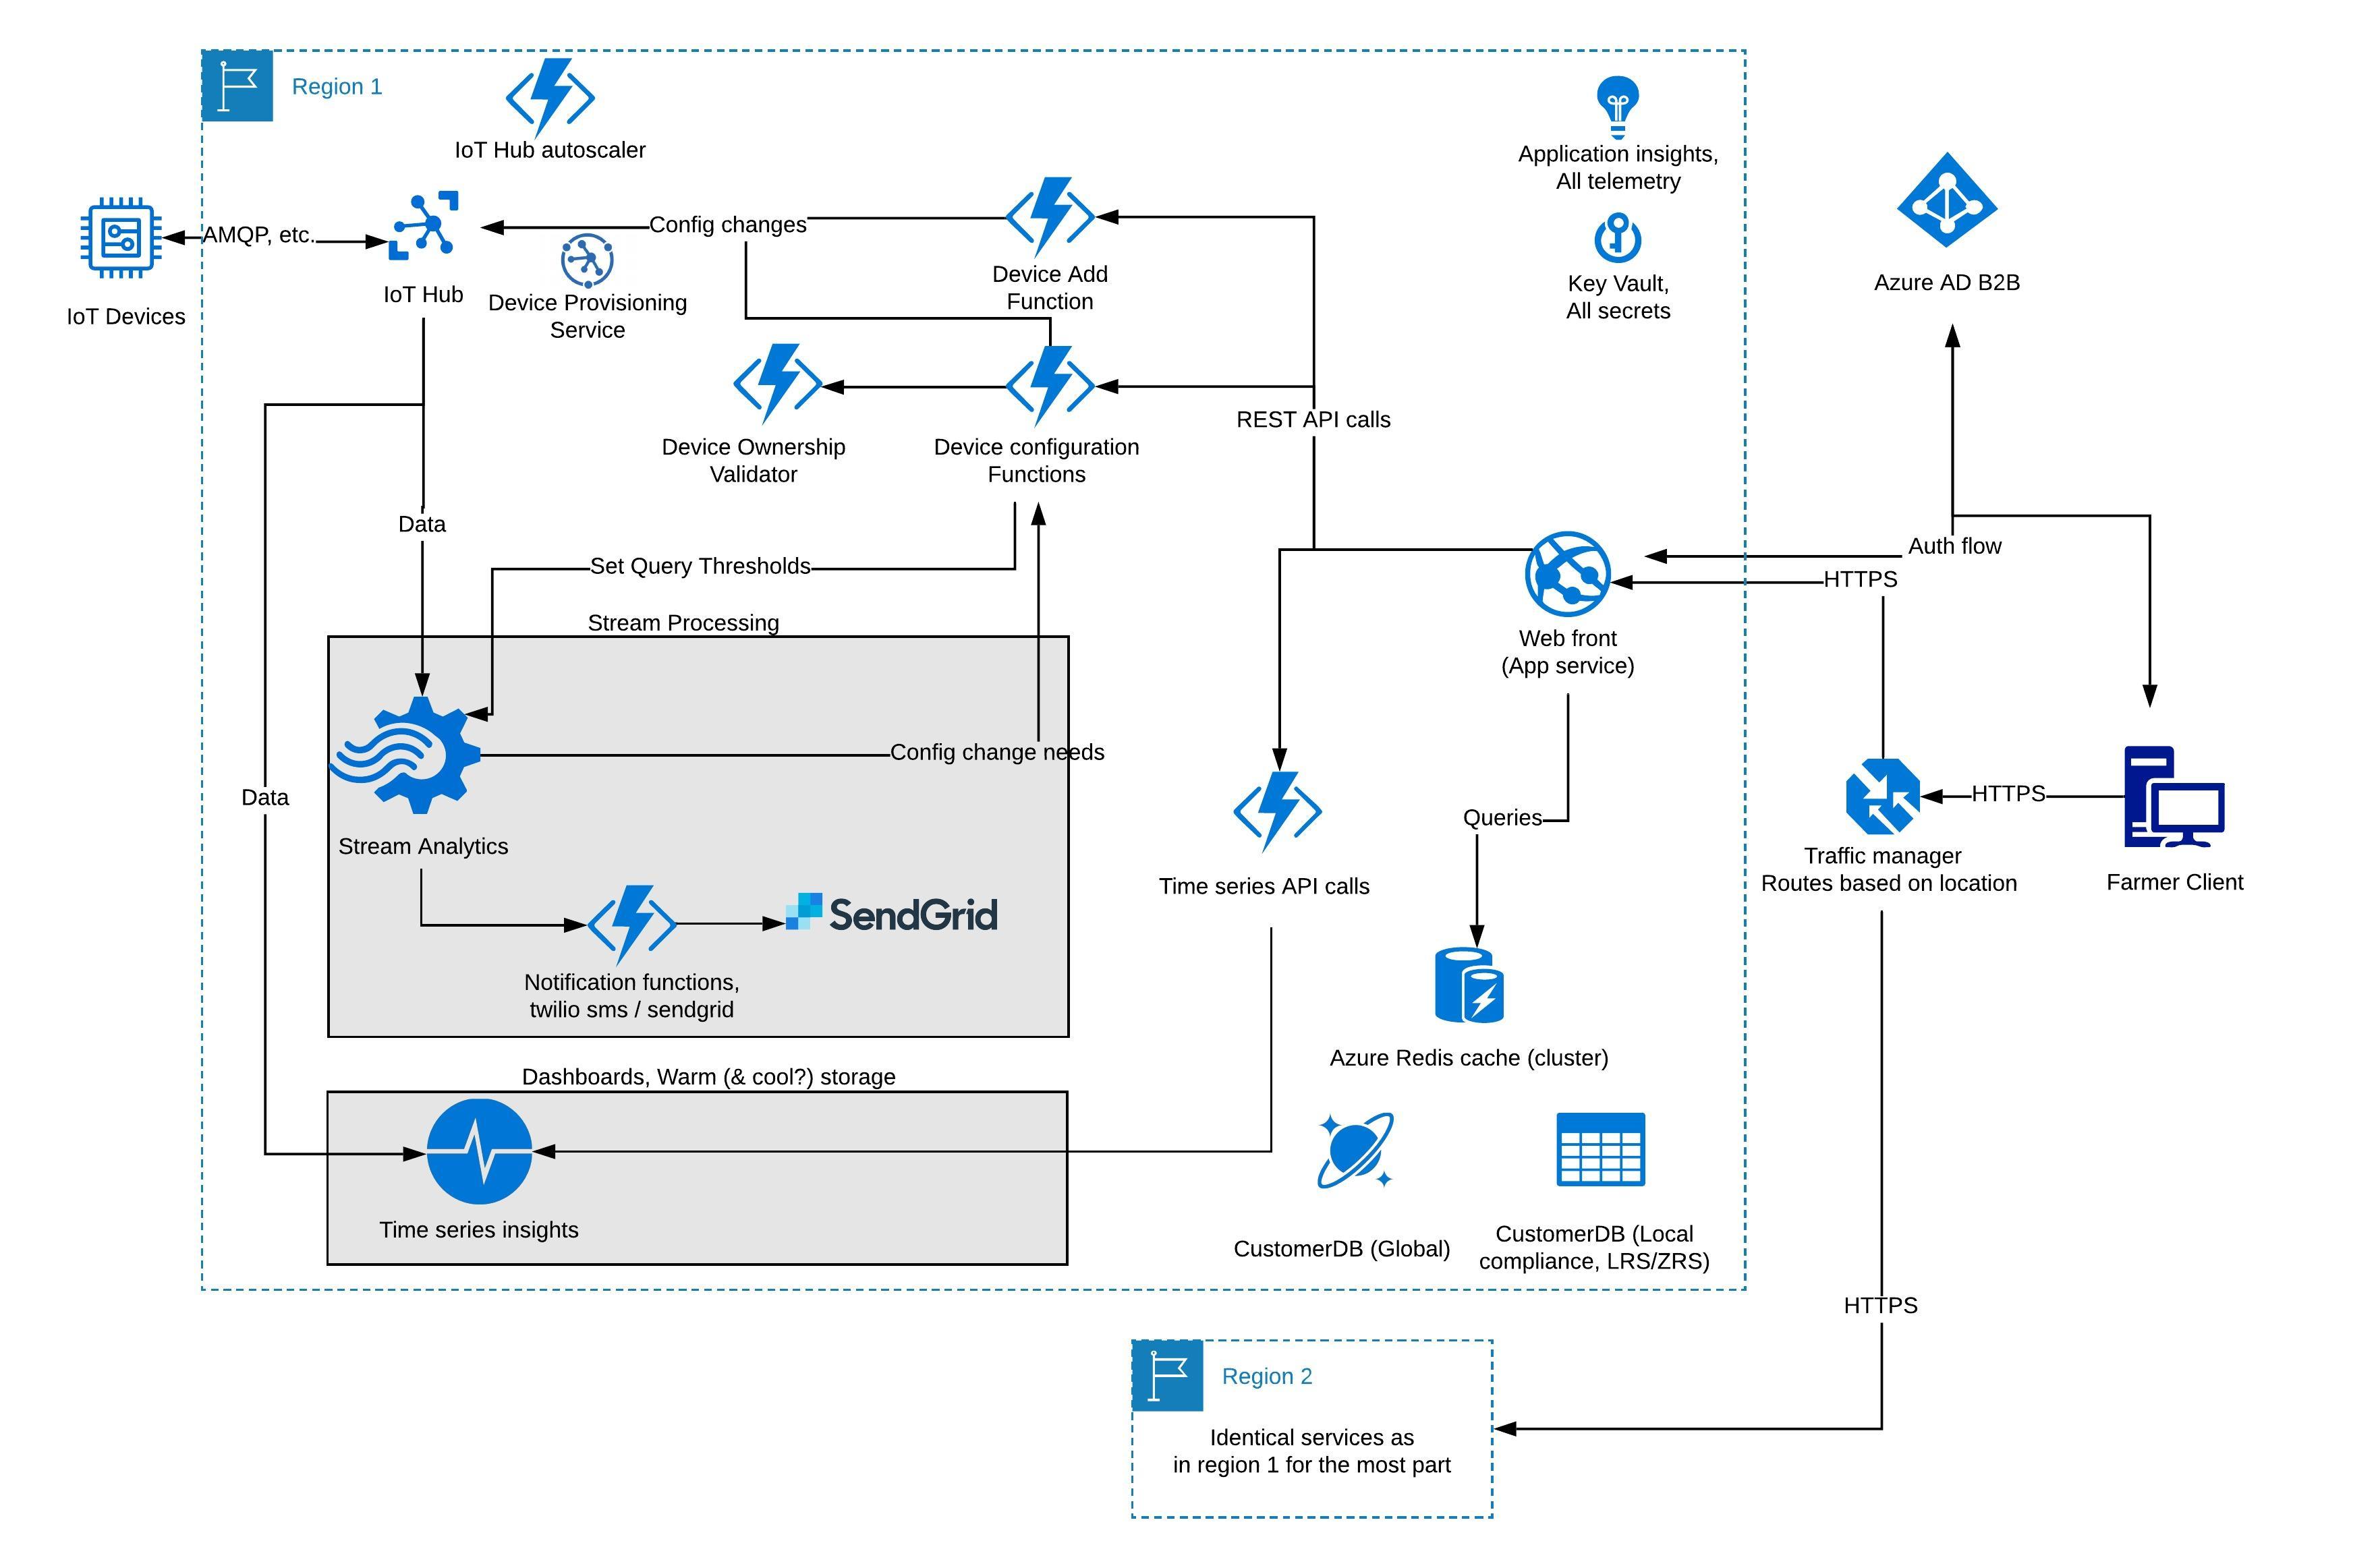 Region 1
IoT Hub autoscaler
Application insights,
All telemetry
AMQP, etc.
Config changes
IoT Devices
IoT Hub
Device Provisioning
Service
Device Add
Function
Key Vault,
All secrets
Azure AD B2B
Device Ownership
Validator
Device configuration
Functions
REST API calls
Data
Set Query Thresholds
Auth flow
HTTPS
Stream Processing
Web front
(App service)
Config change needs
Data
Stream Analytics
Queries
HTTPS
Traffic manager
Routes based on location
Farmer Client
Time series API calls
SendGrid
Notification functions,
twilio sms / sendgrid
Azure Redis cache (cluster)
Dashboards, Warm (& cool?) storage
Time series insights
CustomerDB (Global)
CustomerDB (Local
compliance, LRS/ZRS)
HTTPS
Region 2
Identical services as
in region 1 for the most part